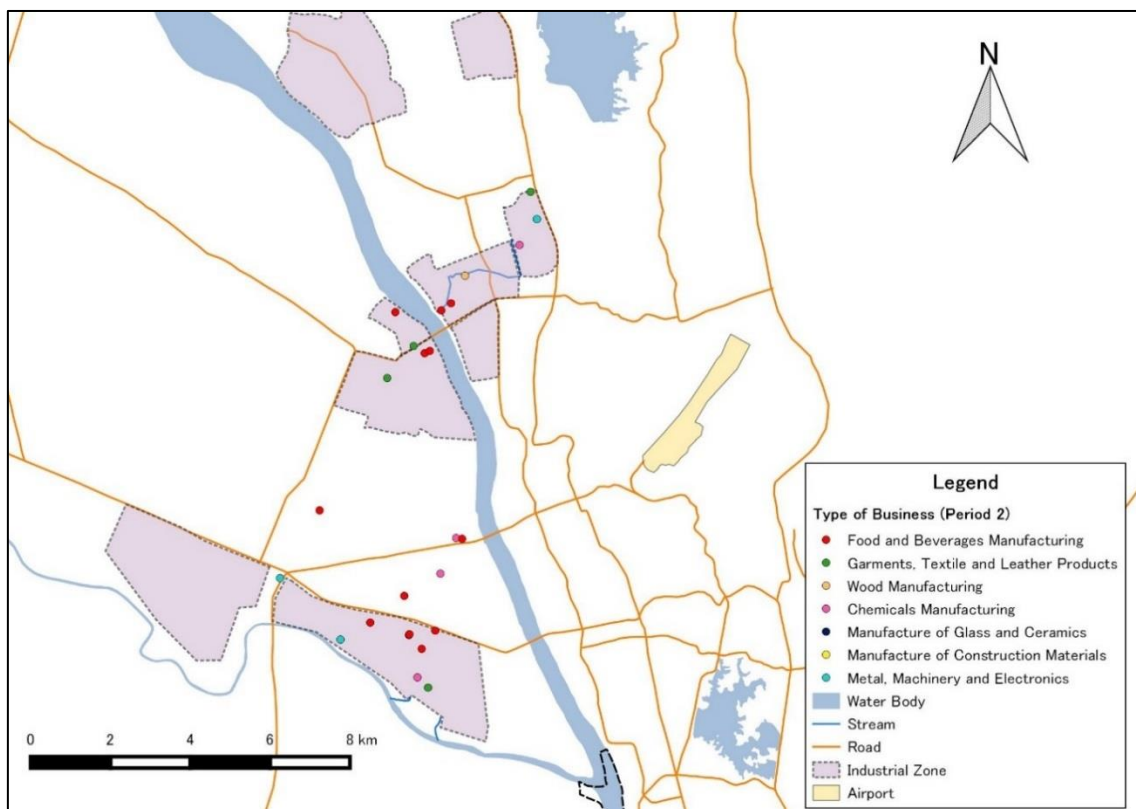 N
Legend
Type of Business (Period 2)
Food and Beverages Manufacturing
Garments, Textile and Leather Products
Wood Manufacturing
Chemicals Manufacturing
Manufacture of Glass and Ceramics
Manufacture of Construction Materials
Metal, Machinery and Electronics
Water Body
Stream
Road
Industrial Zone
Airport
0 2 4 6 8 km